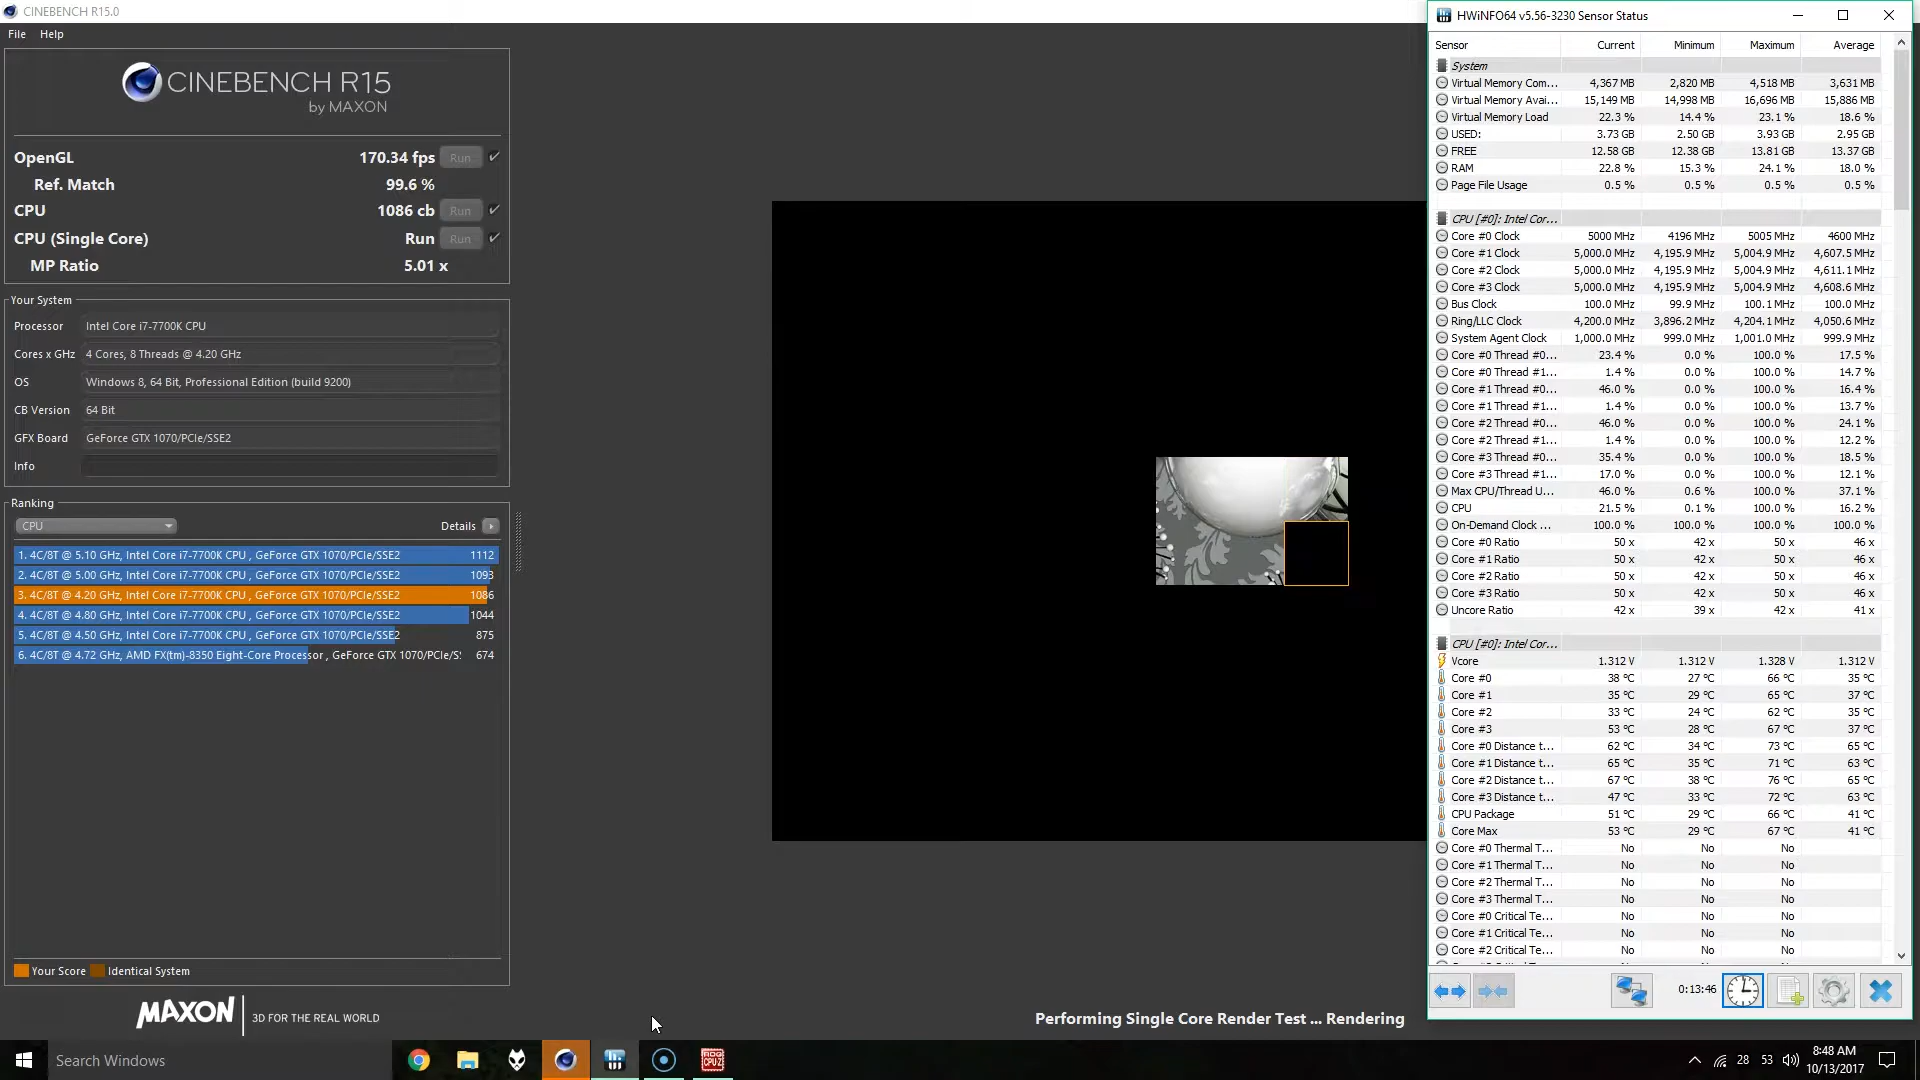 CINEBENCH R15.0
File Help
CINEBENCH R15
by MAXON
OpenGL 170.34 fps Run
Ref. Match 99.6 %
CPU 1086 cb Run
CPU (Single Core) Run Run
MP Ratio 5.01 x
Your System
Processor Intel Core i7-7700K CPU
Cores x GHz 4 Cores, 8 Threads @ 4.20 GHz
OS Windows 8, 64 Bit, Professional Edition (build 9200)
CB Version 64 Bit
GFX Board GeForce GTX 1070/PCIe/SSE2
Info
Ranking
CPU Details
1. 4C/8T @ 5.10 GHz, Intel Core i7-7700K CPU , GeForce GTX 1070/PCIe/SSE2 1112
2. 4C/8T @ 5.00 GHz, Intel Core i7-7700K CPU , GeForce GTX 1070/PCIe/SSE2 1093
3. 4C/8T @ 4.20 GHz, Intel Core i7-7700K CPU , GeForce GTX 1070/PCIe/SSE2 1086
4. 4C/8T @ 4.80 GHz, Intel Core i7-7700K CPU , GeForce GTX 1070/PCIe/SSE2 1044
5. 4C/8T @ 4.50 GHz, Intel Core i7-7700K CPU , GeForce GTX 1070/PCIe/SSE2 875
6. 4C/8T @ 4.72 GHz, AMD FX(tm)-8350 Eight-Core Processor , GeForce GTX 1070/PCIe/S 674
Your Score Identical System
MAXON 3D FOR THE REAL WORLD
Performing Single Core Render Test ... Rendering
HWiNFO64 v5.56-3230 Sensor Status
Sensor Current Minimum Maximum Average
System
Virtual Memory Com... 4,367 MB 2,820 MB 4,518 MB 3,631 MB
Virtual Memory Avai... 15,149 MB 14,998 MB 16,696 MB 15,886 MB
Virtual Memory Load 22.3 % 14.4 % 23.1 % 18.6 %
USED: 3.73 GB 2.50 GB 3.93 GB 2.95 GB
FREE 12.58 GB 12.38 GB 13.81 GB 13.37 GB
RAM 22.8 % 15.3 % 24.1 % 18.0 %
Page File Usage 0.5 % 0.5 % 0.5 % 0.5 %
CPU [#0]: Intel Cor...
Core #0 Clock 5000 MHz 4196 MHz 5005 MHz 4600 MHz
Core #1 Clock 5,000.0 MHz 4,195.9 MHz 5,004.9 MHz 4,607.5 MHz
Core #2 Clock 5,000.0 MHz 4,195.9 MHz 5,004.9 MHz 4,611.1 MHz
Core #3 Clock 5,000.0 MHz 4,195.9 MHz 5,004.9 MHz 4,608.6 MHz
Bus Clock 100.0 MHz 99.9 MHz 100.1 MHz 100.0 MHz
Ring/LLC Clock 4,200.0 MHz 3,896.2 MHz 4,204.1 MHz 4,050.6 MHz
System Agent Clock 1,000.0 MHz 999.0 MHz 1,001.0 MHz 999.9 MHz
Core #0 Thread #0... 23.4 % 0.0 % 100.0 % 17.5 %
Core #0 Thread #1... 1.4 % 0.0 % 100.0 % 14.7 %
Core #1 Thread #0... 46.0 % 0.0 % 100.0 % 16.4 %
Core #1 Thread #1... 1.4 % 0.0 % 100.0 % 13.7 %
Core #2 Thread #0... 46.0 % 0.0 % 100.0 % 24.1 %
Core #2 Thread #1... 1.4 % 0.0 % 100.0 % 12.2 %
Core #3 Thread #0... 35.4 % 0.0 % 100.0 % 18.5 %
Core #3 Thread #1... 17.0 % 0.0 % 100.0 % 12.1 %
Max CPU/Thread U... 46.0 % 0.6 % 100.0 % 37.1 %
CPU 21.5 % 0.1 % 100.0 % 16.2 %
On-Demand Clock ... 100.0 % 100.0 % 100.0 % 100.0 %
Core #0 Ratio 50 x 42 x 50 x 46 x
Core #1 Ratio 50 x 42 x 50 x 46 x
Core #2 Ratio 50 x 42 x 50 x 46 x
Core #3 Ratio 50 x 42 x 50 x 46 x
Uncore Ratio 42 x 39 x 42 x 41 x
CPU [#0]: Intel Cor...
Vcore 1.312 V 1.312 V 1.328 V 1.312 V
Core #0 38 °C 27 °C 66 °C 35 °C
Core #1 35 °C 29 °C 65 °C 37 °C
Core #2 33 °C 24 °C 62 °C 35 °C
Core #3 53 °C 28 °C 67 °C 37 °C
Core #0 Distance t... 62 °C 34 °C 73 °C 65 °C
Core #1 Distance t... 65 °C 35 °C 71 °C 63 °C
Core #2 Distance t... 67 °C 38 °C 76 °C 65 °C
Core #3 Distance t... 47 °C 33 °C 72 °C 63 °C
CPU Package 51 °C 29 °C 66 °C 41 °C
Core Max 53 °C 29 °C 67 °C 41 °C
Core #0 Thermal T... No No No
Core #1 Thermal T... No No No
Core #2 Thermal T... No No No
Core #3 Thermal T... No No No
Core #0 Critical Te... No No No
Core #1 Critical Te... No No No
Core #2 Critical Te... No No No
0:13:46
Search Windows
28 53 8:48 AM
10/13/2017